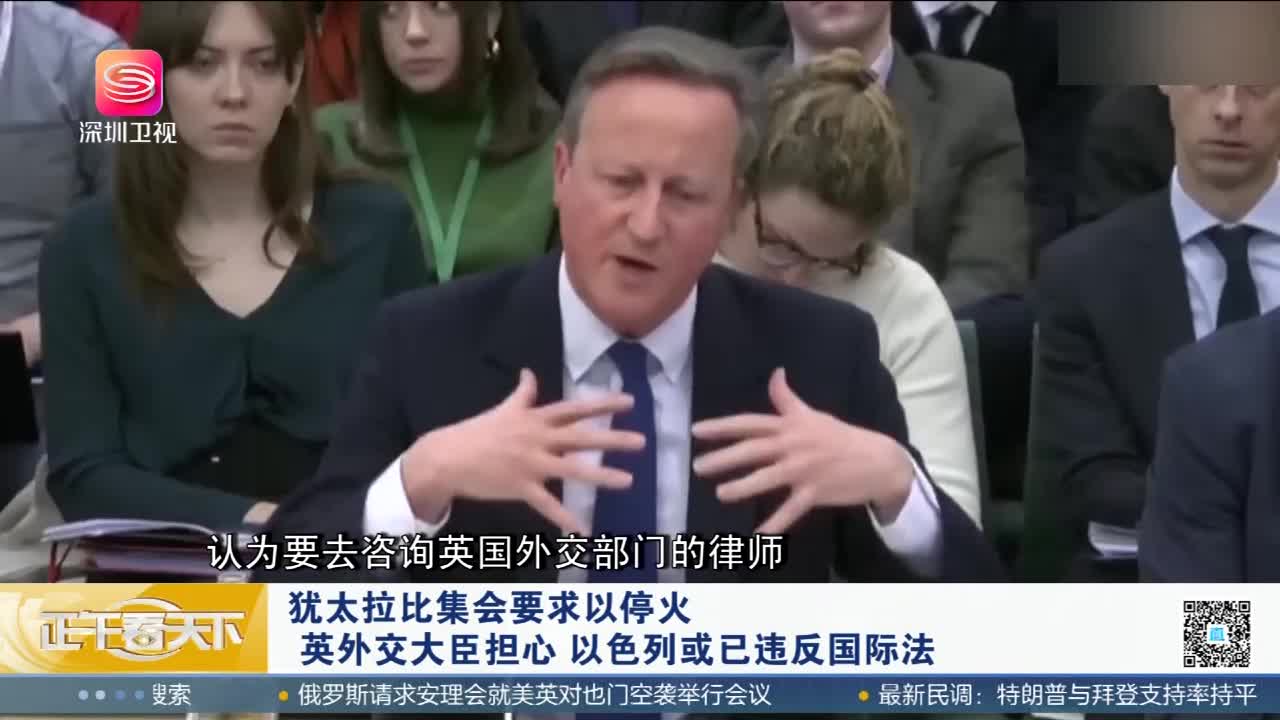 深圳卫视
认为要去咨询英国外交部门的律师
正午看天下
犹太拉比集会要求以停火
英外交大臣担心 以色列或已违反国际法
搜索
俄罗斯请求安理会就美英对也门空袭举行会议
最新民调：特朗普与拜登支持率持平